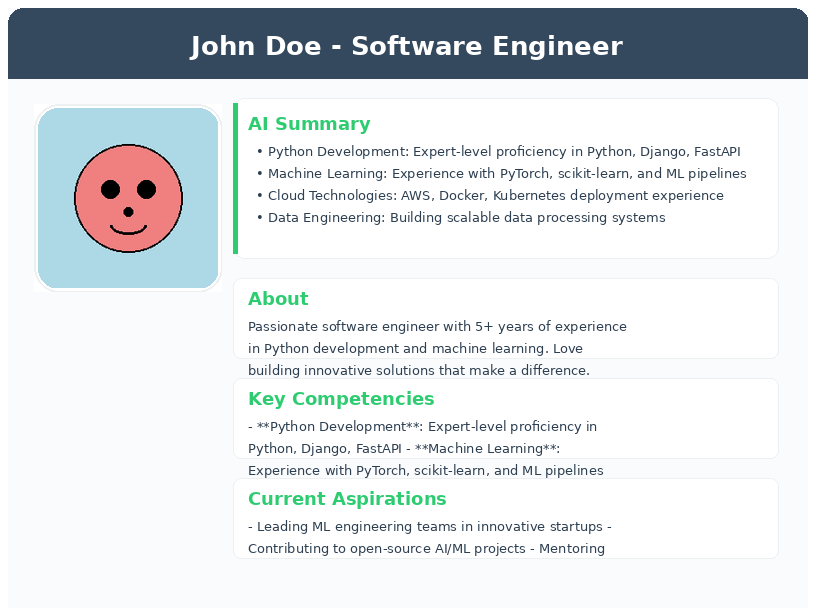 John Doe - Software Engineer
AI Summary
• Python Development: Expert-level proficiency in Python, Django, FastAPI
• Machine Learning: Experience with PyTorch, scikit-learn, and ML pipelines
• Cloud Technologies: AWS, Docker, Kubernetes deployment experience
• Data Engineering: Building scalable data processing systems
About
Passionate software engineer with 5+ years of experience
in Python development and machine learning. Love
building innovative solutions that make a difference.
Key Competencies
- **Python Development**: Expert-level proficiency in
Python, Django, FastAPI - **Machine Learning**:
Experience with PyTorch, scikit-learn, and ML pipelines
Current Aspirations
- Leading ML engineering teams in innovative startups -
Contributing to open-source AI/ML projects - Mentoring